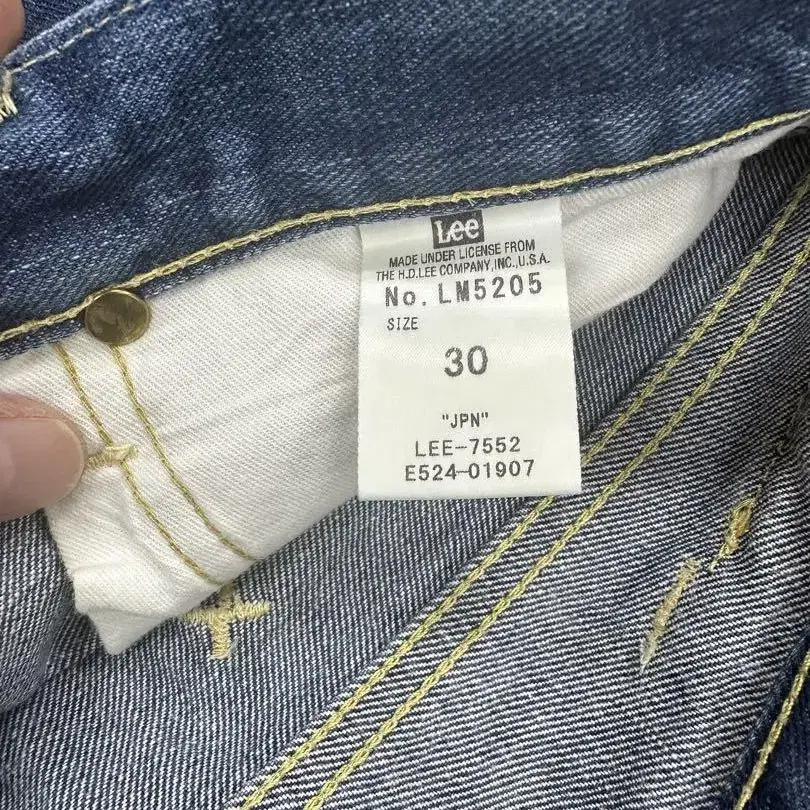 Lee
MADE UNDER LICENSE FROM
THE H.D.LEE COMPANY,INC.,U.S.A.
No. LM5205
SIZE
30
"JPN"
LEE-7552
E524-01907